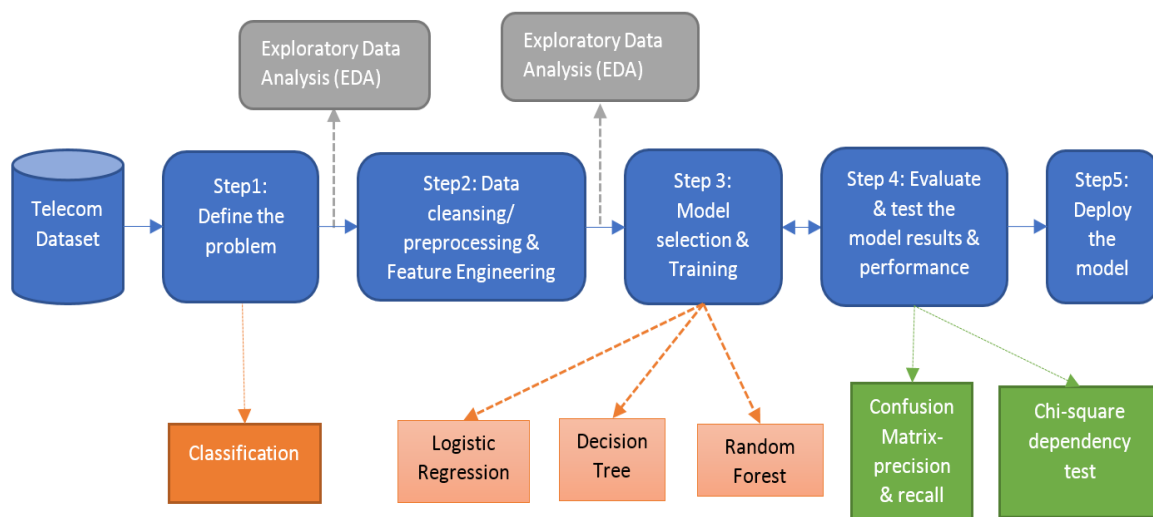 Exploratory Data
Analysis (EDA)
Exploratory Data
Analysis (EDA)
Telecom
Dataset
Step1:
Define the
problem
Step2: Data
cleansing/
preprocessing &
Feature Engineering
Step 3:
Model
selection &
Training
Step 4: Evaluate
& test the
model results &
performance
Step5:
Deploy
the
model
Classification
Logistic
Regression
Decision
Tree
Random
Forest
Confusion
Matrix-
precision
& recall
Chi-square
dependency
test